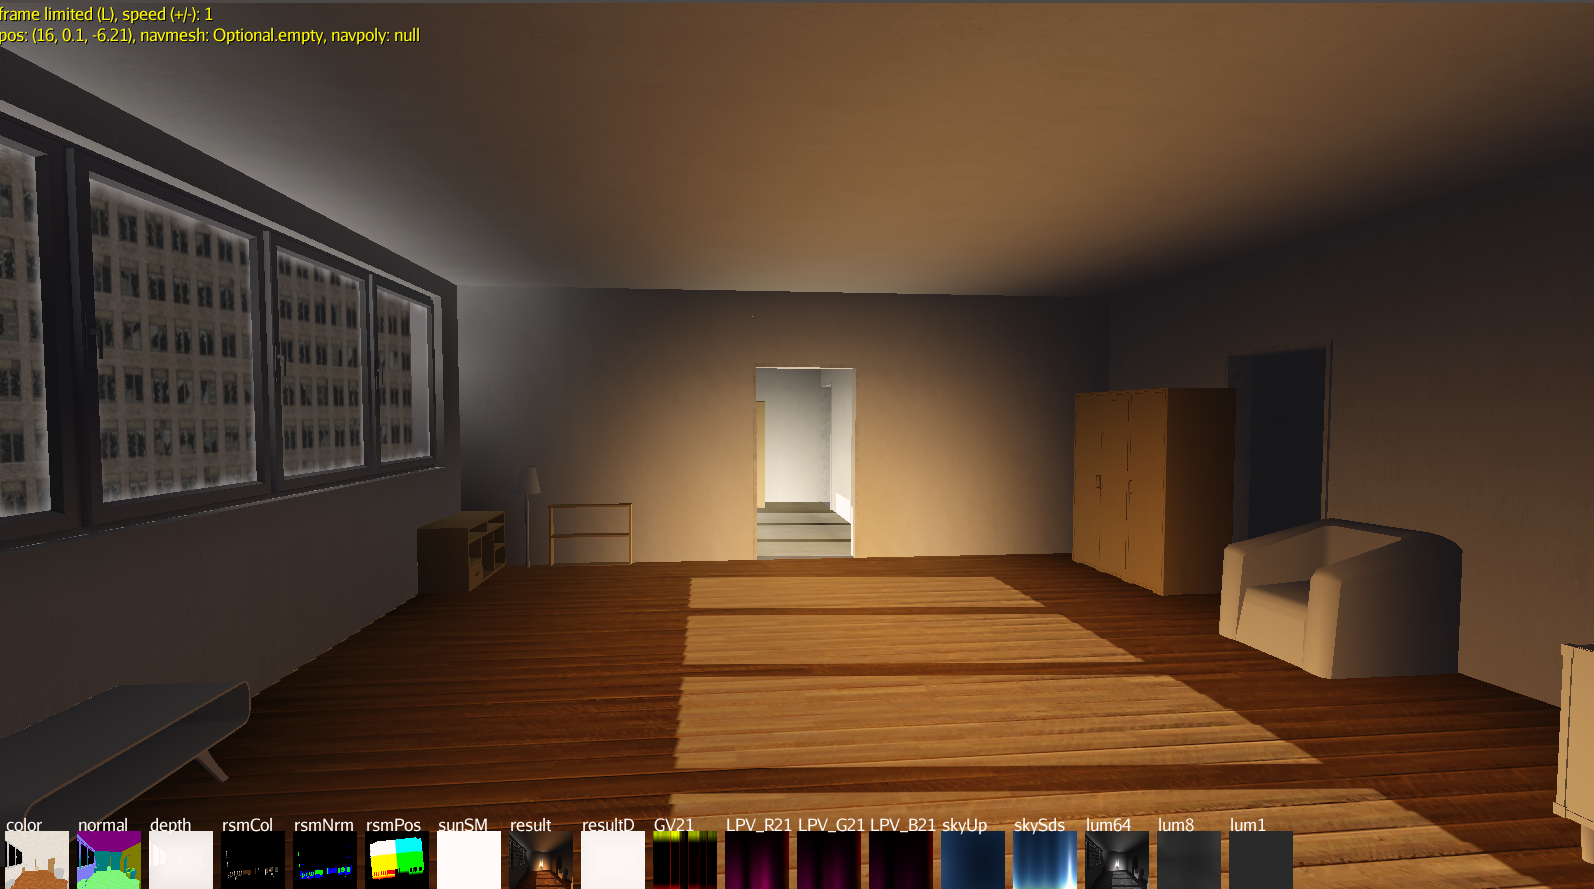 frame limited (L), speed (+/-): 1
pos: (16, 0.1, -6.21), navmesh: Optional.empty, navpoly: null
color normal depth rsmCol rsmNrm rsmPos sunSM result resultD GV21 LPV_R21 LPV_G21 LPV_B21 skyUp skySds lum64 lum8 lum1